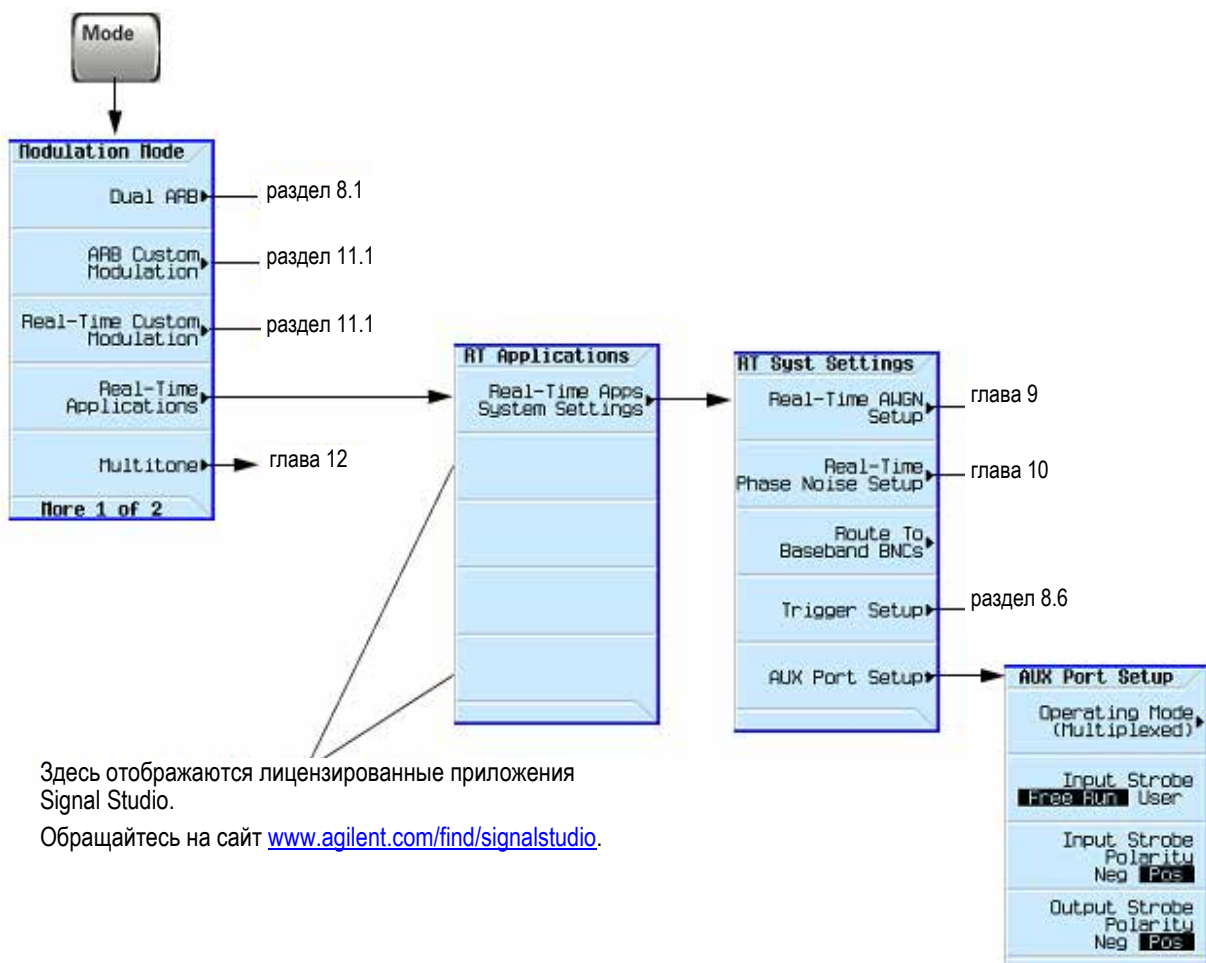 Mode
Modulation Mode
Dual ARB
раздел 8.1
ARB Custom
Modulation
раздел 11.1
Real-Time Custom
Modulation
раздел 11.1
Real-Time
Applications
Multitone
глава 12
More 1 of 2
RT Applications
Real-Time Apps
System Settings
RT Syst Settings
Real-Time AWGN
Setup
глава 9
Real-Time
Phase Noise Setup
глава 10
Route To
Baseband BNCs
Trigger Setup
раздел 8.6
AUX Port Setup
AUX Port Setup
Operating Mode
(Multiplexed)
Input Strobe
Free Run User
Input Strobe
Polarity
Neg Pos
Output Strobe
Polarity
Neg Pos
Здесь отображаются лицензированные приложения
Signal Studio.
Обращайтесь на сайт www.agilent.com/find/signalstudio.